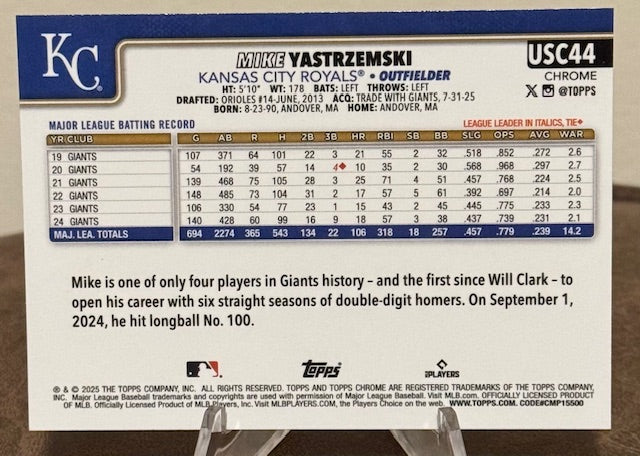 KC
MIKE YASTRZEMSKI
USC44
KANSAS CITY ROYALS® • OUTFIELDER
CHROME
HT: 5'10" WT: 178 BATS: LEFT THROWS: LEFT
X @TOPPS
DRAFTED: ORIOLES #14-JUNE, 2013 ACQ: TRADE WITH GIANTS, 7-31-25
BORN: 8-23-90, ANDOVER, MA HOME: ANDOVER, MA
MAJOR LEAGUE BATTING RECORD LEAGUE LEADER IN ITALICS, TIE◆
YR CLUB G AB R H 2B 3B HR RBI SB BB SLG OPS AVG WAR
19 GIANTS 107 371 64 101 22 3 21 55 2 32 .518 .852 .272 2.6
20 GIANTS 54 192 39 57 14 4◆ 10 35 2 30 .568 .968 .297 2.7
21 GIANTS 139 468 75 105 28 3 25 71 4 51 .457 .768 .224 2.5
22 GIANTS 148 485 73 104 31 2 17 57 5 61 .392 .697 .214 2.0
23 GIANTS 106 330 54 77 23 1 15 43 2 45 .445 .775 .233 2.3
24 GIANTS 140 428 60 99 16 9 18 57 3 38 .437 .739 .231 2.1
MAJ. LEA. TOTALS 694 2274 365 543 134 22 106 318 18 257 .457 .779 .239 14.2
Mike is one of only four players in Giants history – and the first since Will Clark – to
open his career with six straight seasons of double-digit homers. On September 1,
2024, he hit longball No. 100.
topps
PLAYERS
® & © 2025 THE TOPPS COMPANY, INC. ALL RIGHTS RESERVED. TOPPS AND TOPPS CHROME ARE REGISTERED TRADEMARKS OF THE TOPPS COMPANY,
INC. Major League Baseball trademarks and copyrights are used with permission of Major League Baseball. Visit MLB.com. OFFICIALLY LICENSED PRODUCT
OF MLB. Officially Licensed Product of MLB Players, Inc. Visit MLBPLAYERS.COM, the Players Choice on the web. WWW.TOPPS.COM. CODE#CMP15500